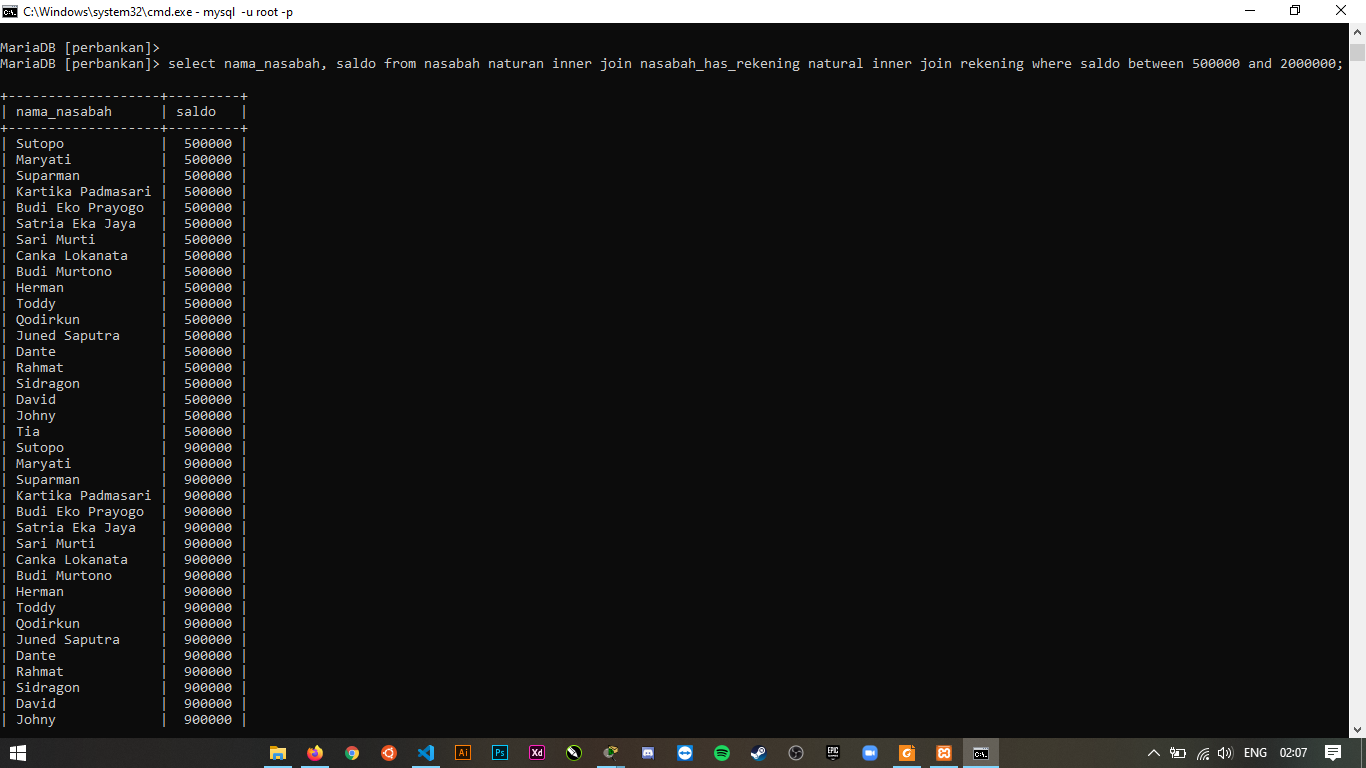 C:\Windows\system32\cmd.exe - mysql  -u root -p
MariaDB [perbankan]>
MariaDB [perbankan]> select nama_nasabah, saldo from nasabah naturan inner join nasabah_has_rekening natural inner join rekening where saldo between 500000 and 2000000;
+-------------------+---------+
| nama_nasabah      | saldo   |
+-------------------+---------+
| Sutopo            |  500000 |
| Maryati           |  500000 |
| Suparman          |  500000 |
| Kartika Padmasari |  500000 |
| Budi Eko Prayogo  |  500000 |
| Satria Eka Jaya   |  500000 |
| Sari Murti        |  500000 |
| Canka Lokanata    |  500000 |
| Budi Murtono      |  500000 |
| Herman            |  500000 |
| Toddy             |  500000 |
| Qodirkun          |  500000 |
| Juned Saputra     |  500000 |
| Dante             |  500000 |
| Rahmat            |  500000 |
| Sidragon          |  500000 |
| David             |  500000 |
| Johny             |  500000 |
| Tia               |  500000 |
| Sutopo            |  900000 |
| Maryati           |  900000 |
| Suparman          |  900000 |
| Kartika Padmasari |  900000 |
| Budi Eko Prayogo  |  900000 |
| Satria Eka Jaya   |  900000 |
| Sari Murti        |  900000 |
| Canka Lokanata    |  900000 |
| Budi Murtono      |  900000 |
| Herman            |  900000 |
| Toddy             |  900000 |
| Qodirkun          |  900000 |
| Juned Saputra     |  900000 |
| Dante             |  900000 |
| Rahmat            |  900000 |
| Sidragon          |  900000 |
| David             |  900000 |
| Johny             |  900000 |
Ai Ps Xd EPIC G ENG 02:07